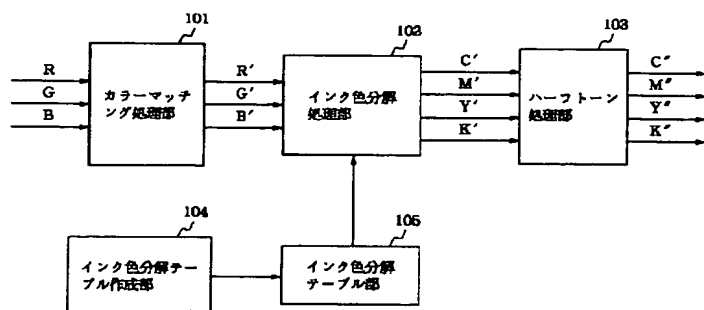 101
102
103
R
G
B
カラーマッチ
ング処理部
R′
G′
B′
インク色分解
処理部
C′
M′
Y′
K′
ハーフトーン
処理部
C″
M″
Y″
K″
104
105
インク色分解テー
ブル作成部
インク色分解
テーブル部